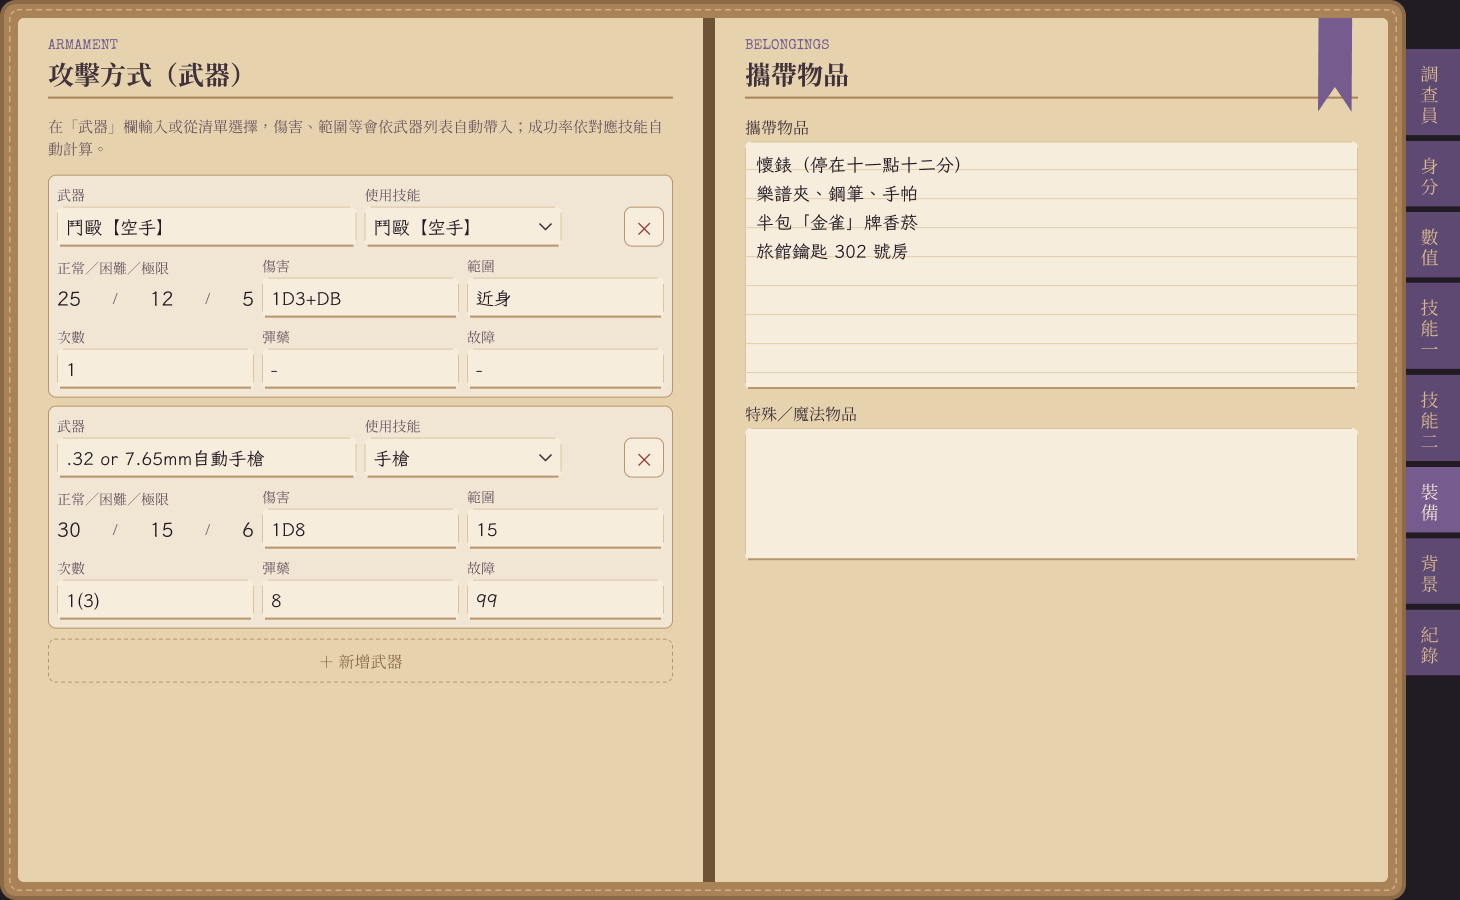 ARMAMENT
攻擊方式（武器）
在「武器」欄輸入或從清單選擇，傷害、範圍等會依武器列表自動帶入；成功率依對應技能自
動計算。
武器 使用技能
鬥毆【空手】 鬥毆【空手】 ×
正常／困難／極限 傷害 範圍
25 / 12 / 5 1D3+DB 近身
次數 彈藥 故障
1 - -
武器 使用技能
.32 or 7.65mm自動手槍 手槍 ×
正常／困難／極限 傷害 範圍
30 / 15 / 6 1D8 15
次數 彈藥 故障
1(3) 8 99
＋ 新增武器
BELONGINGS
攜帶物品
攜帶物品
懷錶（停在十一點十二分）
樂譜夾、鋼筆、手帕
半包「金雀」牌香菸
旅館鑰匙 302 號房
特殊／魔法物品
調查員
身分
數值
技能一
技能二
裝備
背景
紀錄